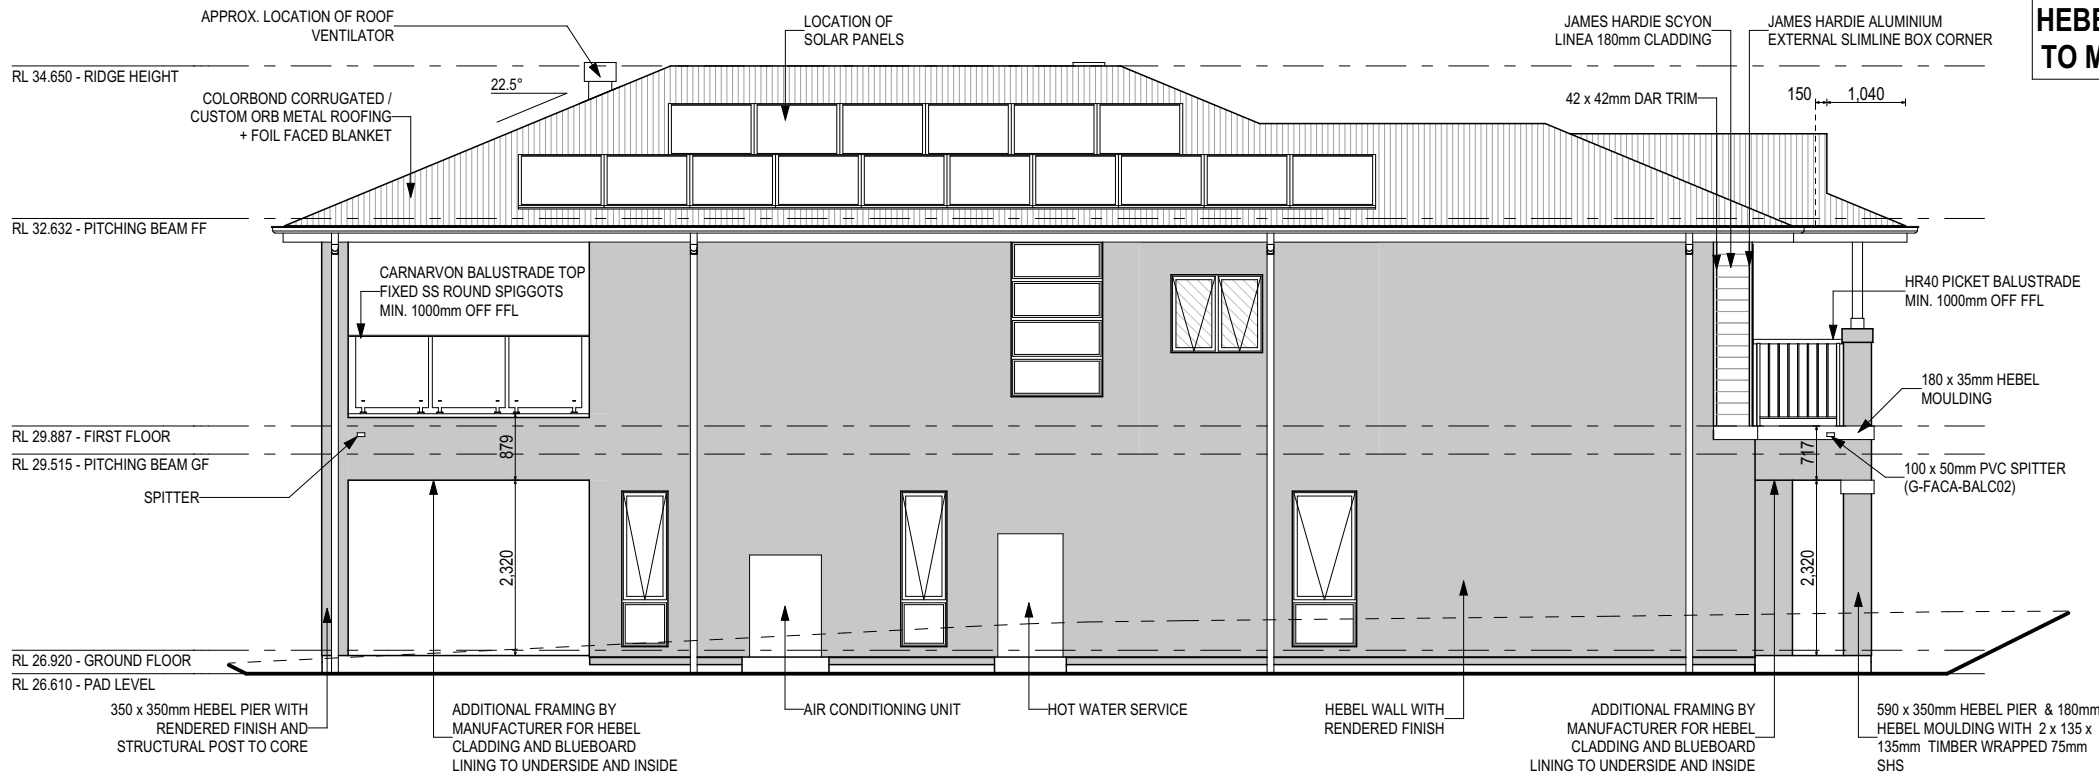 APPROX. LOCATION OF ROOF
VENTILATOR
LOCATION OF
SOLAR PANELS
JAMES HARDIE SCYON
LINEA 180mm CLADDING
JAMES HARDIE ALUMINIUM
EXTERNAL SLIMLINE BOX CORNER
TO M
RL 34.650 - RIDGE HEIGHT
22.5°
COLORBOND CORRUGATED /
CUSTOM ORB METAL ROOFING
+ FOIL FACED BLANKET
42 x 42mm DAR TRIM
150
1,040
RL 32.632 - PITCHING BEAM FF
CARNARVON BALUSTRADE TOP
FIXED SS ROUND SPIGGOTS
MIN. 1000mm OFF FFL
HR40 PICKET BALUSTRADE
MIN. 1000mm OFF FFL
180 x 35mm HEBEL
MOULDING
RL 29.887 - FIRST FLOOR
879
717
RL 29.515 - PITCHING BEAM GF
SPITTER
100 x 50mm PVC SPITTER
(G-FACA-BALC02)
2,320
2,320
RL 26.920 - GROUND FLOOR
RL 26.610 - PAD LEVEL
350 x 350mm HEBEL PIER WITH
RENDERED FINISH AND
STRUCTURAL POST TO CORE
ADDITIONAL FRAMING BY
MANUFACTURER FOR HEBEL
CLADDING AND BLUEBOARD
LINING TO UNDERSIDE AND INSIDE
AIR CONDITIONING UNIT
HOT WATER SERVICE
HEBEL WALL WITH
RENDERED FINISH
ADDITIONAL FRAMING BY
MANUFACTURER FOR HEBEL
CLADDING AND BLUEBOARD
LINING TO UNDERSIDE AND INSIDE
590 x 350mm HEBEL PIER & 180mm
HEBEL MOULDING WITH 2 x 135 x
135mm TIMBER WRAPPED 75mm
SHS